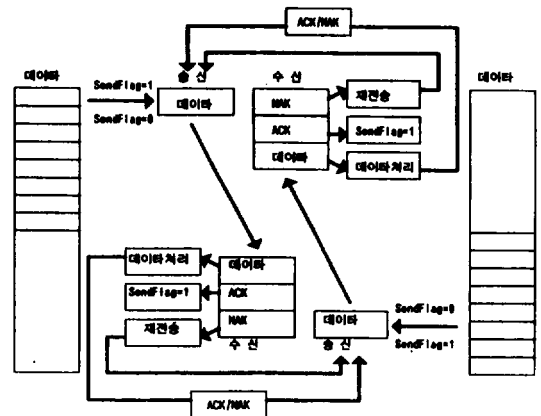 ACK/NAK
데이타
송 신
수 신
데이타
SendFlag=1
SendFlag=0
데이타
NAK
ACK
데이타
재전송
SendFlag=1
데이타처리
데이타처리
SendFlag=1
재전송
데이타
ACK
NAK
수 신
데이타
송 신
SendFlag=0
SendFlag=1
ACK/NAK